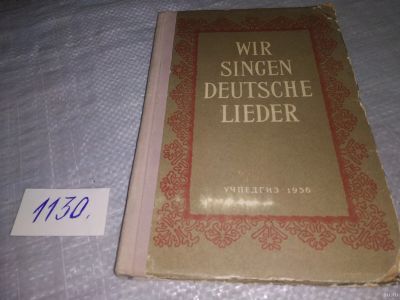 WIR
SINGEN
DEUTSCHE
LIEDER
УЧПЕДГИЗ · 1956
1130.